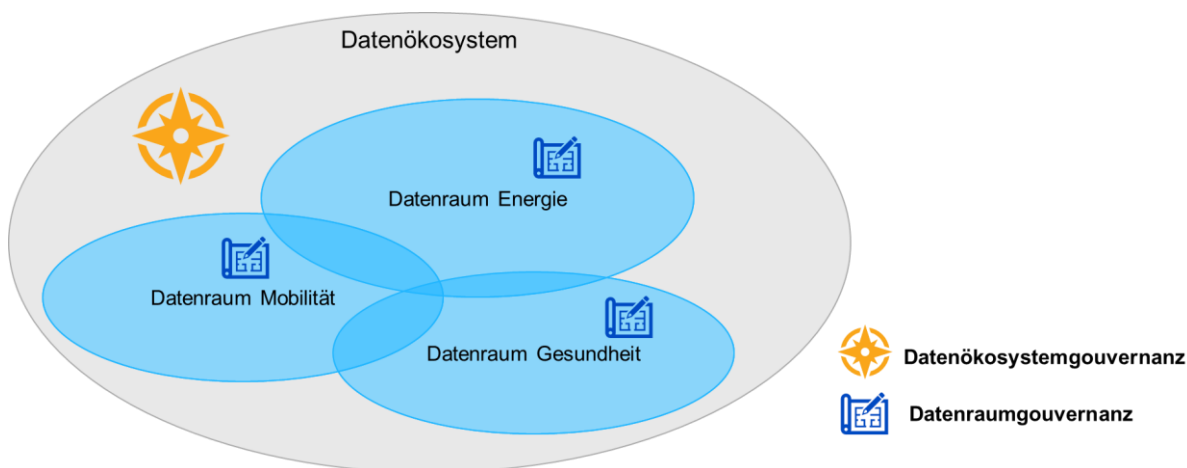 Datenökosystem
Datenraum Energie
Datenraum Mobilität
Datenraum Gesundheit
Datenökosystemgouvernanz
Datenraumgouvernanz